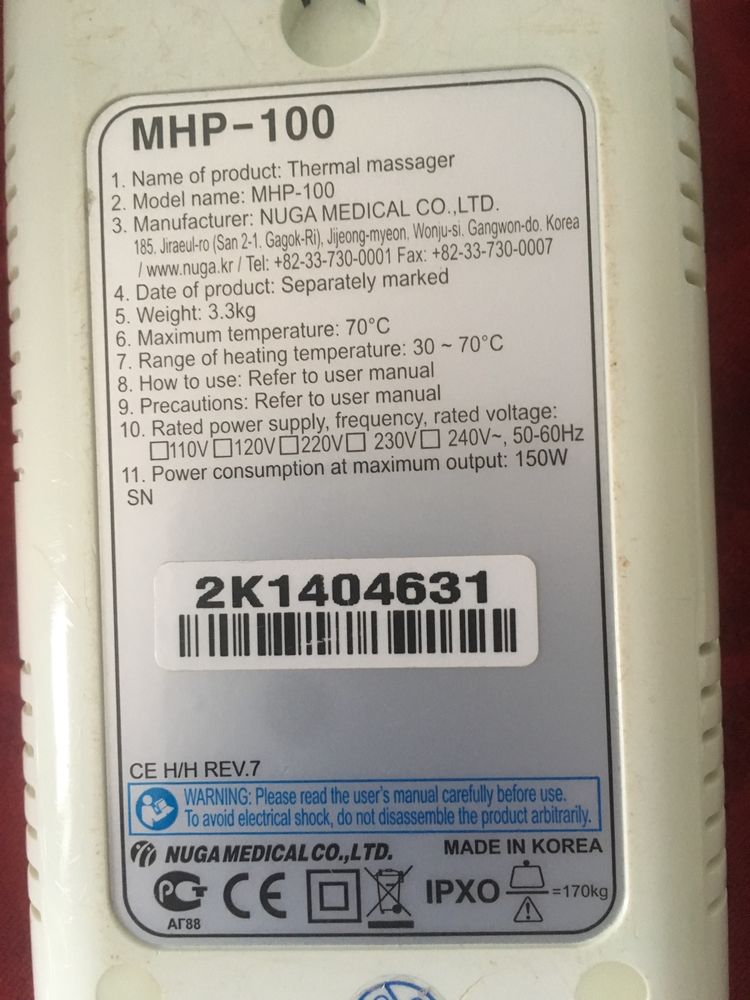 MHP-100
1. Name of product: Thermal massager
2. Model name: MHP-100
3. Manufacturer: NUGA MEDICAL CO.,LTD.
185. Jiraeul-ro (San 2-1. Gagok-Ri), Jijeong-myeon, Wonju-si. Gangwon-do. Korea
/ www.nuga.kr / Tel: +82-33-730-0001 Fax: +82-33-730-0007
4. Date of product: Separately marked
5. Weight: 3.3kg
6. Maximum temperature: 70°C
7. Range of heating temperature: 30 ~ 70°C
8. How to use: Refer to user manual
9. Precautions: Refer to user manual
10. Rated power supply, frequency, rated voltage:
□110V □120V □220V □ 230V □ 240V~, 50-60Hz
11. Power consumption at maximum output: 150W
SN
2K1404631
CE H/H REV.7
WARNING: Please read the user's manual carefully before use.
To avoid electrical shock, do not disassemble the product arbitrarily.
NUGA MEDICAL CO.,LTD. MADE IN KOREA
РСТ CE IPXO =170kg
АГ88